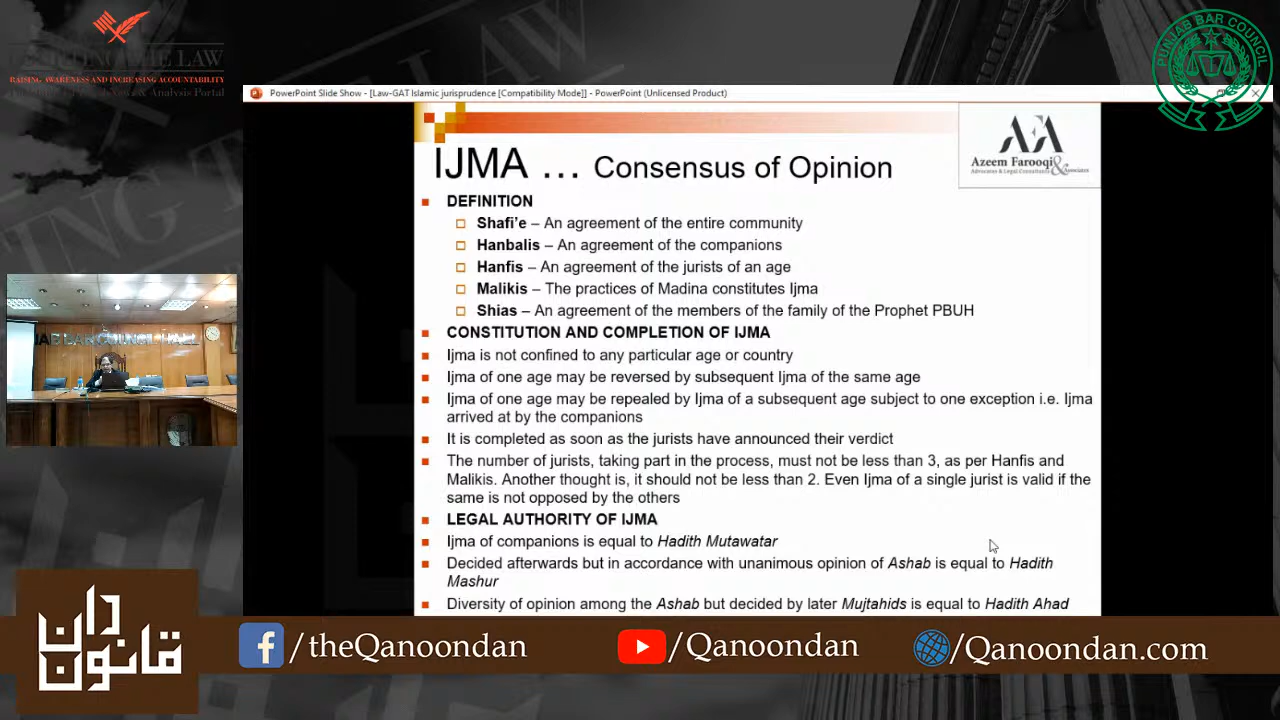 RAISING AWARENESS AND INCREASING ACCOUNTABILITY
PUNJAB BAR COUNCIL
PowerPoint Slide Show - [Law-GAT Islamic jurisprudence [Compatibility Mode]] - PowerPoint (Unlicensed Product)
AFA
Azeem Farooqi & Associates
Advocates & Legal Consultants
IJMA … Consensus of Opinion
DEFINITION
Shafi’e – An agreement of the entire community
Hanbalis – An agreement of the companions
Hanfis – An agreement of the jurists of an age
Malikis – The practices of Madina constitutes Ijma
Shias – An agreement of the members of the family of the Prophet PBUH
CONSTITUTION AND COMPLETION OF IJMA
Ijma is not confined to any particular age or country
Ijma of one age may be reversed by subsequent Ijma of the same age
Ijma of one age may be repealed by Ijma of a subsequent age subject to one exception i.e. Ijma
arrived at by the companions
It is completed as soon as the jurists have announced their verdict
The number of jurists, taking part in the process, must not be less than 3, as per Hanfis and
Malikis. Another thought is, it should not be less than 2. Even Ijma of a single jurist is valid if the
same is not opposed by the others
LEGAL AUTHORITY OF IJMA
Ijma of companions is equal to Hadith Mutawatar
Decided afterwards but in accordance with unanimous opinion of Ashab is equal to Hadith
Mashur
Diversity of opinion among the Ashab but decided by later Mujtahids is equal to Hadith Ahad
BAR COUNCIL HALL
قانون دان
/theQanoondan
/Qanoondan
/Qanoondan.com